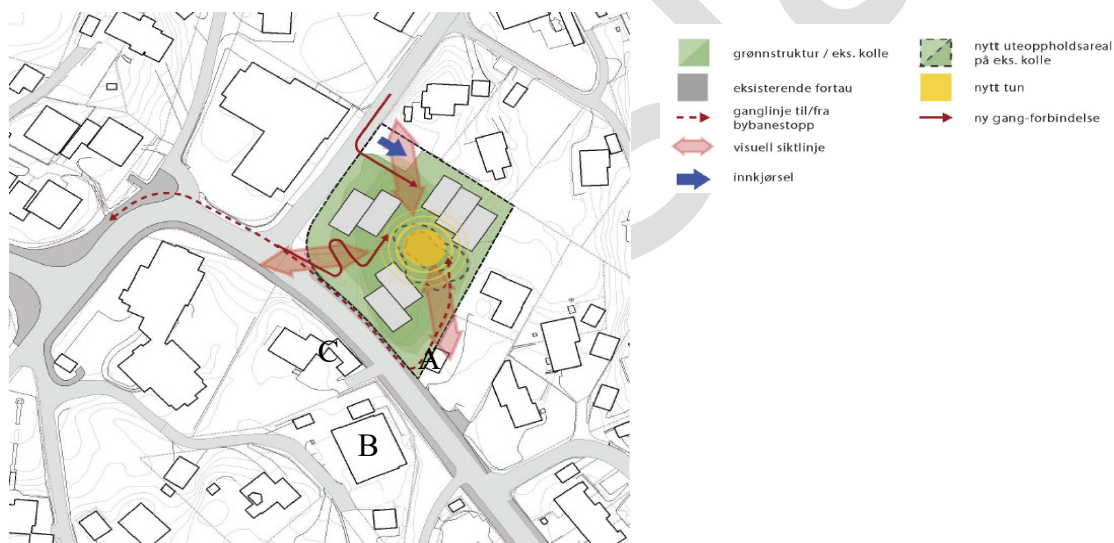 grønnstruktur / eks. kolle
eksisterende fortau
ganglinje til/fra
bybanestopp
visuell siktlinje
innkjørsel
nytt uteoppholdsareal
på eks. kolle
nytt tun
ny gang-forbindelse
C
A
B